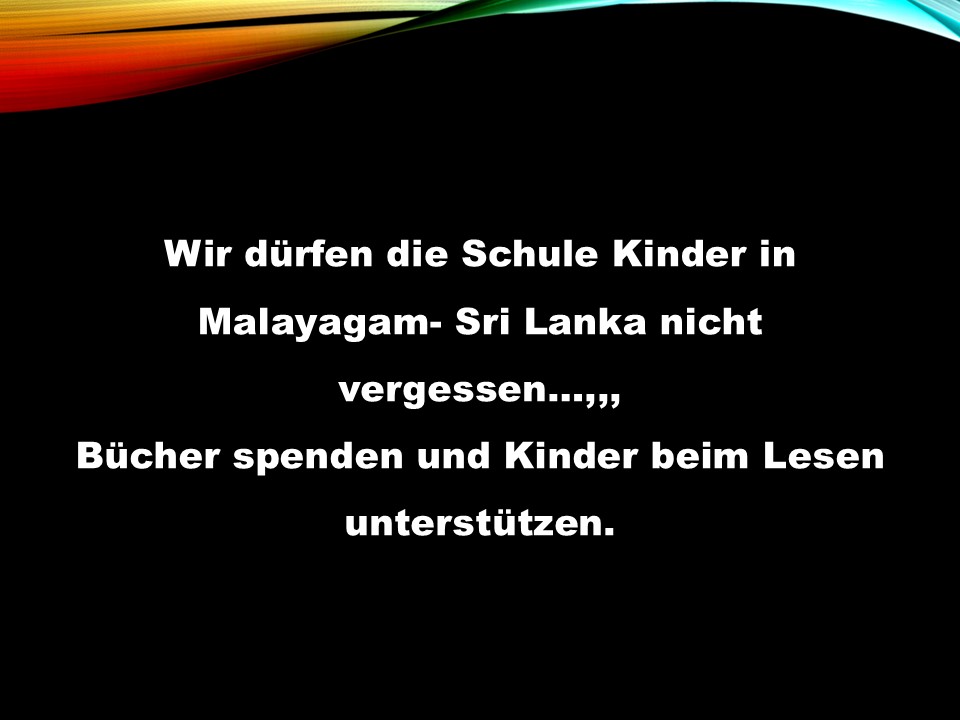 Wir dürfen die Schule Kinder in
Malayagam- Sri Lanka nicht
vergessen...,,,
Bücher spenden und Kinder beim Lesen
unterstützen.